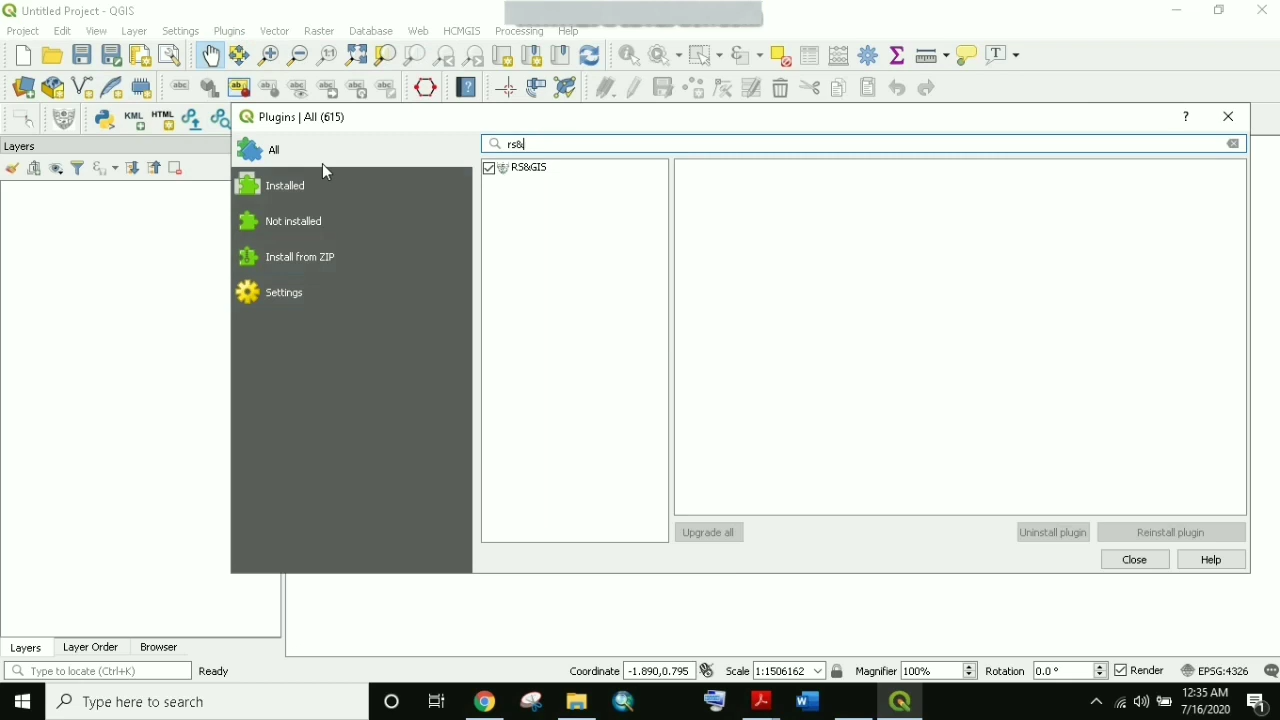 Untitled Project - QGIS
Project Edit View Layer Settings Plugins Vector Raster Database Web HCMGIS Processing Help
KML HTML
Plugins | All (615)
Layers
All
rs&
Installed
RS&GIS
Not installed
Install from ZIP
Settings
Upgrade all
Uninstall plugin
Reinstall plugin
Close
Help
Layers Layer Order Browser
Type to locate (Ctrl+K) Ready Coordinate -1.890,0.795 Scale 1:1506162 Magnifier 100% Rotation 0.0 ° Render EPSG:4326
Type here to search
12:35 AM
7/16/2020